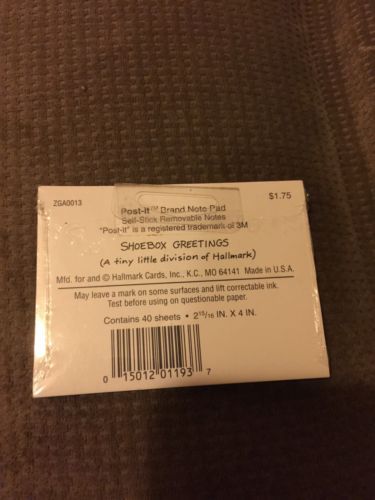 ZGA0013
$1.75
Post-it™ Brand Note Pad
Self-Stick Removable Notes
"Post-it" is a registered trademark of 3M
SHOEBOX GREETINGS
(A tiny little division of Hallmark)
Mfd. for and © Hallmark Cards, Inc., K.C., MO 64141 Made in U.S.A.
May leave a mark on some surfaces and lift correctable ink.
Test before using on questionable paper.
Contains 40 sheets • 2 15/16 IN. X 4 IN.
0 15012 01193 7